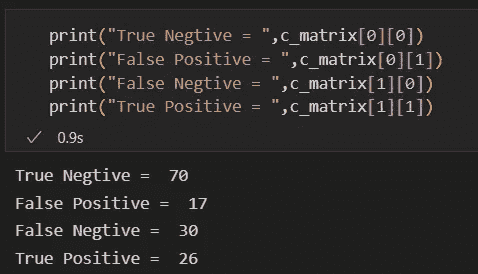 print("True Negtive = ",c_matrix[0][0])
print("False Positive = ",c_matrix[0][1])
print("False Negtive = ",c_matrix[1][0])
print("True Positive = ",c_matrix[1][1])
✓ 0.9s
True Negtive =  70
False Positive =  17
False Negtive =  30
True Positive =  26